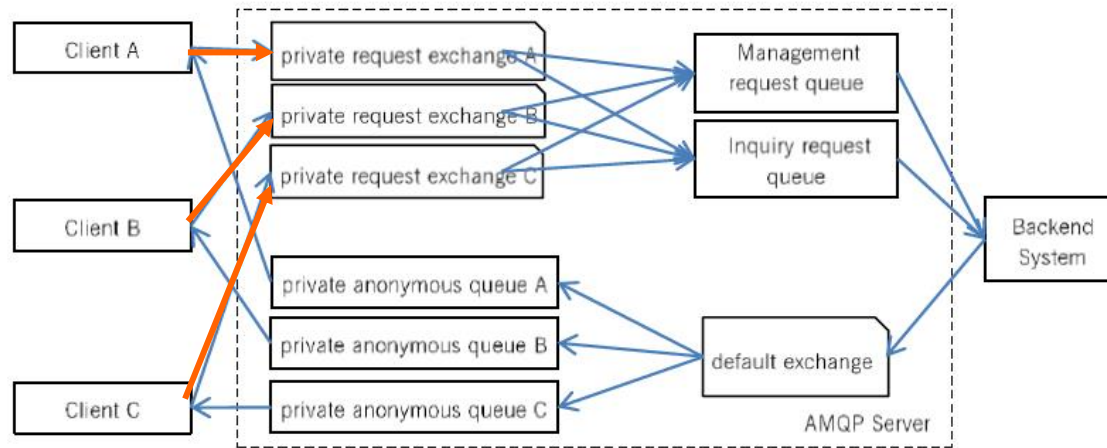 Client A
private request exchange A
Management
request queue
private request exchange B
Inquiry request
queue
private request exchange C
Client B
Backend
System
private anonymous queue A
private anonymous queue B
default exchange
Client C
private anonymous queue C
AMQP Server